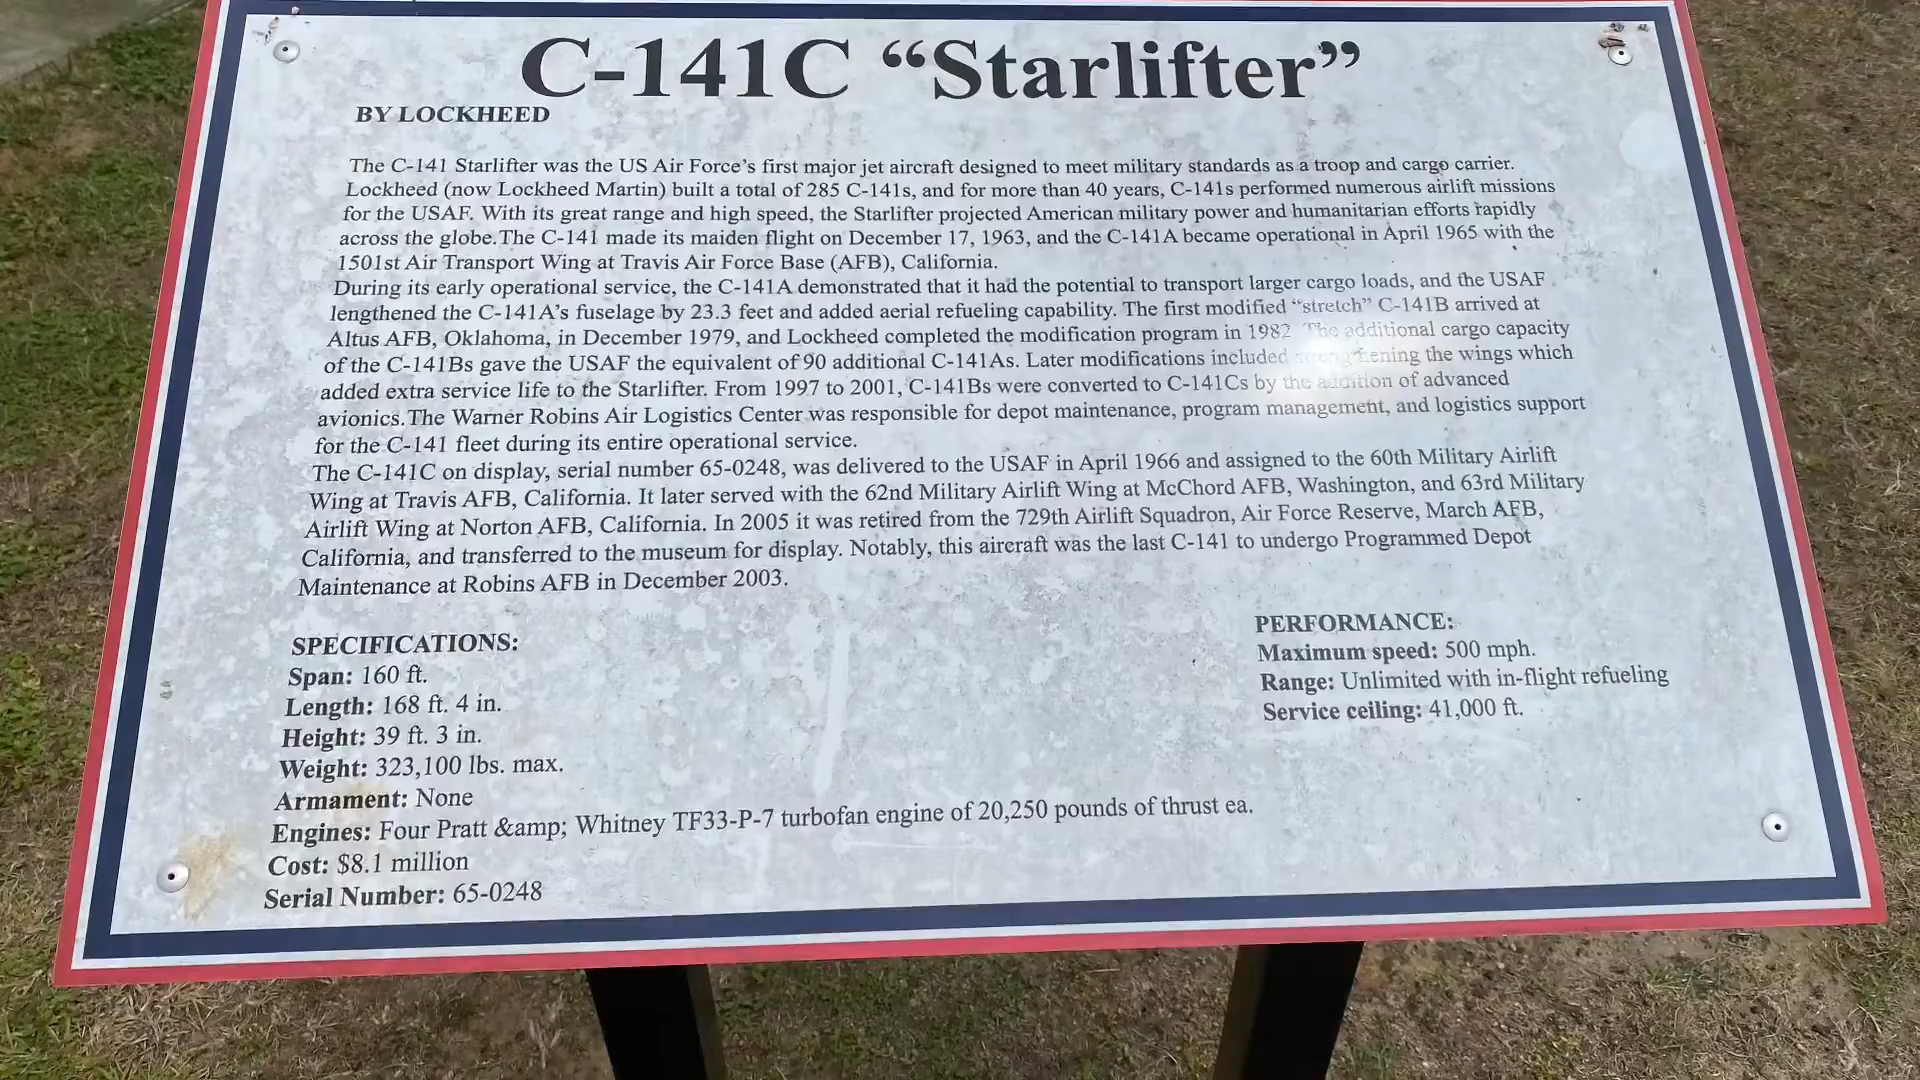 C-141C “Starlifter”
BY LOCKHEED
The C-141 Starlifter was the US Air Force’s first major jet aircraft designed to meet military standards as a troop and cargo carrier.
Lockheed (now Lockheed Martin) built a total of 285 C-141s, and for more than 40 years, C-141s performed numerous airlift missions
for the USAF. With its great range and high speed, the Starlifter projected American military power and humanitarian efforts rapidly
across the globe.The C-141 made its maiden flight on December 17, 1963, and the C-141A became operational in April 1965 with the
1501st Air Transport Wing at Travis Air Force Base (AFB), California.
During its early operational service, the C-141A demonstrated that it had the potential to transport larger cargo loads, and the USAF
lengthened the C-141A’s fuselage by 23.3 feet and added aerial refueling capability. The first modified “stretch” C-141B arrived at
Altus AFB, Oklahoma, in December 1979, and Lockheed completed the modification program in 1982. The additional cargo capacity
of the C-141Bs gave the USAF the equivalent of 90 additional C-141As. Later modifications included strengthening the wings which
added extra service life to the Starlifter. From 1997 to 2001, C-141Bs were converted to C-141Cs by the addition of advanced
avionics.The Warner Robins Air Logistics Center was responsible for depot maintenance, program management, and logistics support
for the C-141 fleet during its entire operational service.
The C-141C on display, serial number 65-0248, was delivered to the USAF in April 1966 and assigned to the 60th Military Airlift
Wing at Travis AFB, California. It later served with the 62nd Military Airlift Wing at McChord AFB, Washington, and 63rd Military
Airlift Wing at Norton AFB, California. In 2005 it was retired from the 729th Airlift Squadron, Air Force Reserve, March AFB,
California, and transferred to the museum for display. Notably, this aircraft was the last C-141 to undergo Programmed Depot
Maintenance at Robins AFB in December 2003.
SPECIFICATIONS:
Span: 160 ft.
Length: 168 ft. 4 in.
Height: 39 ft. 3 in.
Weight: 323,100 lbs. max.
Armament: None
Engines: Four Pratt &amp; Whitney TF33-P-7 turbofan engine of 20,250 pounds of thrust ea.
Cost: $8.1 million
Serial Number: 65-0248
PERFORMANCE:
Maximum speed: 500 mph.
Range: Unlimited with in-flight refueling
Service ceiling: 41,000 ft.